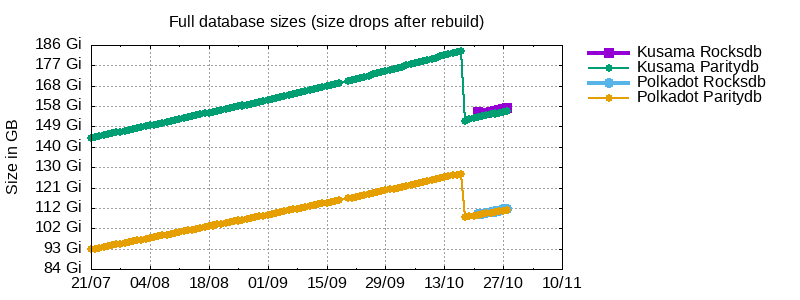 Full database sizes (size drops after rebuild)
Size in GB
186 Gi
177 Gi
168 Gi
158 Gi
149 Gi
140 Gi
130 Gi
121 Gi
112 Gi
102 Gi
93 Gi
84 Gi
21/07 04/08 18/08 01/09 15/09 29/09 13/10 27/10 10/11
Kusama Rocksdb
Kusama Paritydb
Polkadot Rocksdb
Polkadot Paritydb